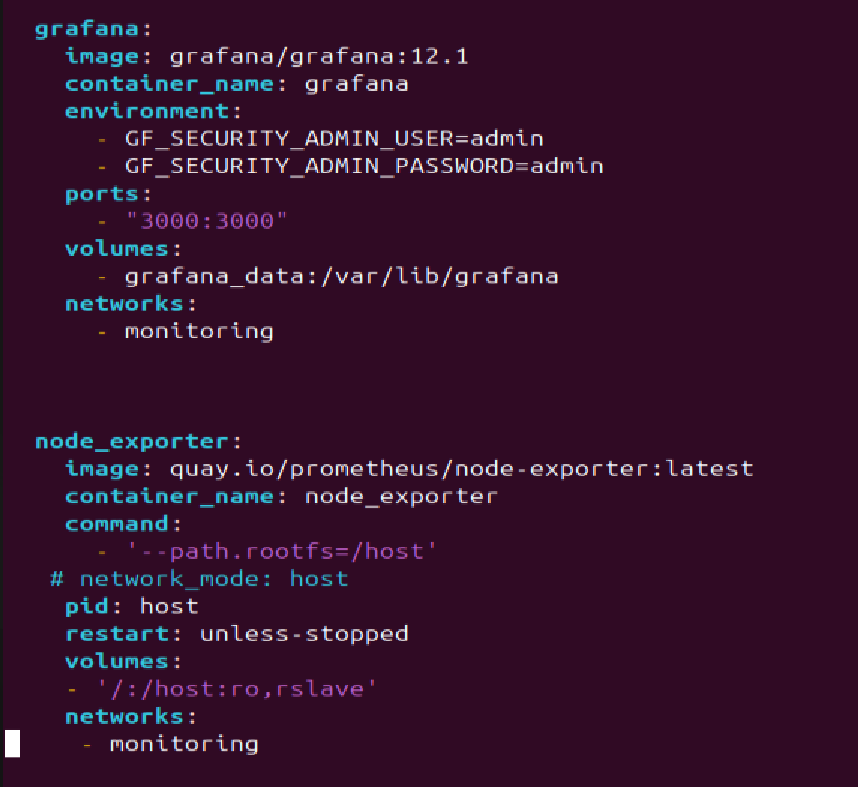 grafana:
  image: grafana/grafana:12.1
  container_name: grafana
  environment:
    - GF_SECURITY_ADMIN_USER=admin
    - GF_SECURITY_ADMIN_PASSWORD=admin
  ports:
    - "3000:3000"
  volumes:
    - grafana_data:/var/lib/grafana
  networks:
    - monitoring
node_exporter:
  image: quay.io/prometheus/node-exporter:latest
  container_name: node_exporter
  command:
    - '--path.rootfs=/host'
 # network_mode: host
  pid: host
  restart: unless-stopped
  volumes:
  - '/:/host:ro,rslave'
  networks:
   - monitoring